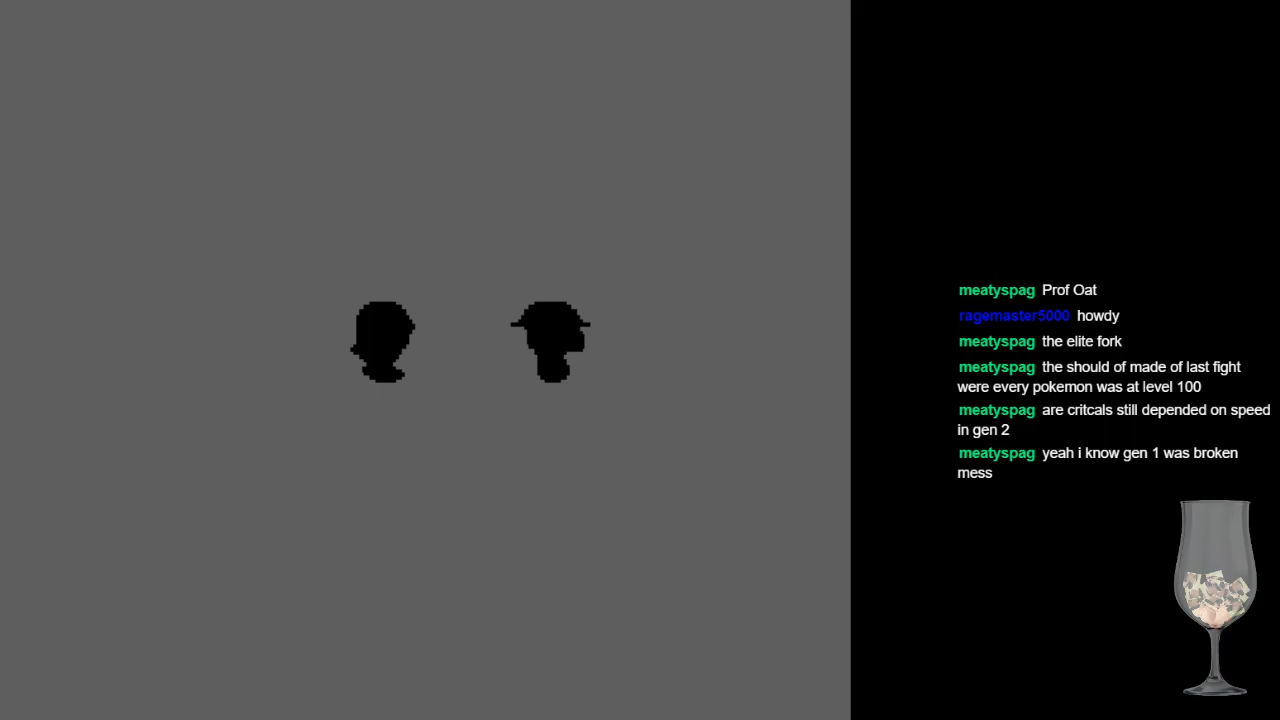 meatyspag Prof Oat
ragemaster5000 howdy
meatyspag the elite fork
meatyspag the should of made of last fight
were every pokemon was at level 100
meatyspag are critcals still depended on speed
in gen 2
meatyspag yeah i know gen 1 was broken
mess